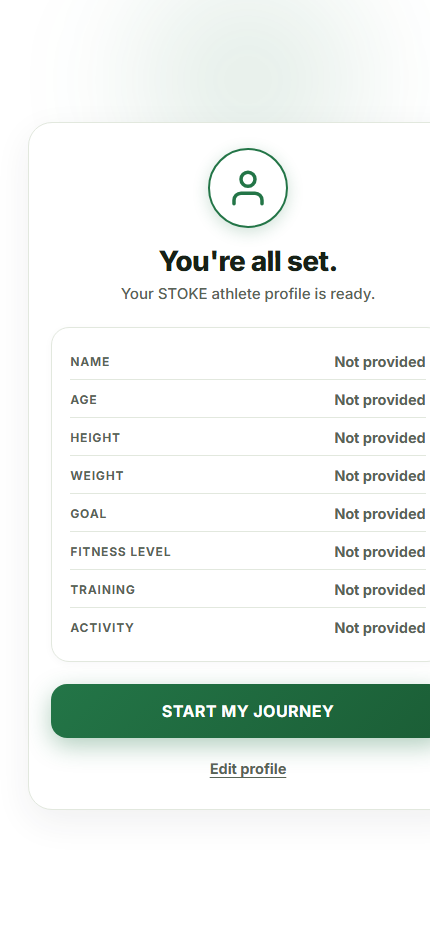 You're all set.
Your STOKE athlete profile is ready.
NAME Not provided
AGE Not provided
HEIGHT Not provided
WEIGHT Not provided
GOAL Not provided
FITNESS LEVEL Not provided
TRAINING Not provided
ACTIVITY Not provided
START MY JOURNEY
Edit profile